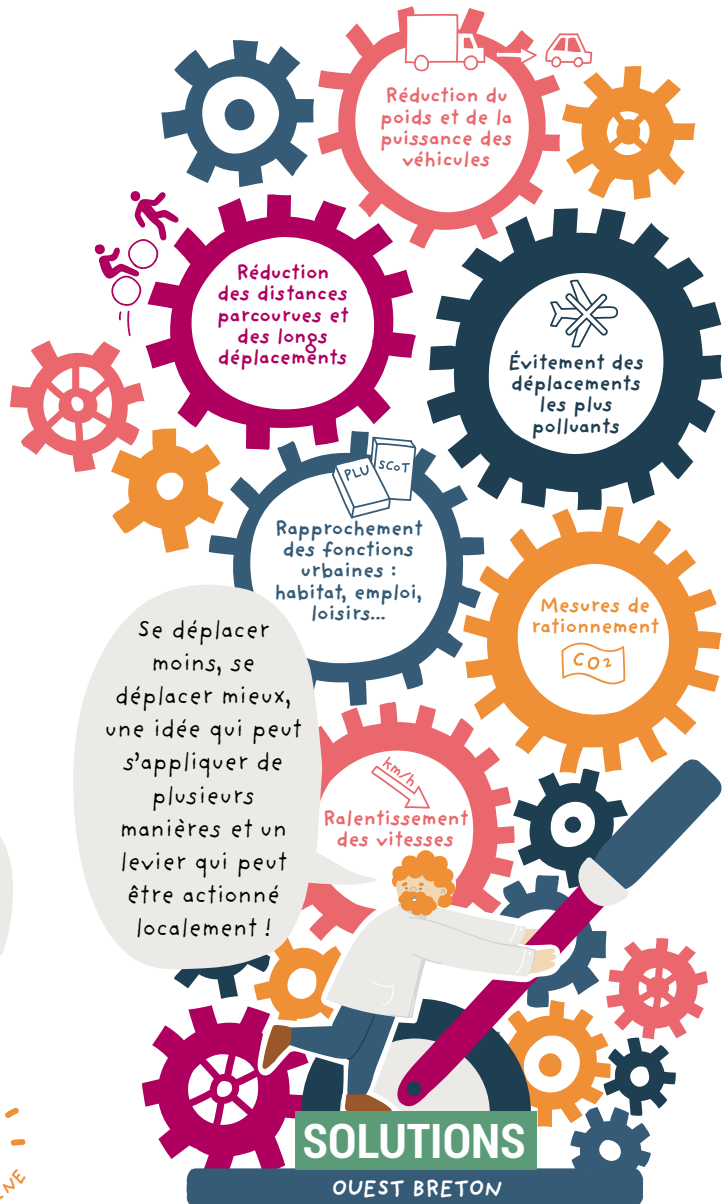 Réduction du
poids et de la
puissance des
véhicules
Réduction
des distances
parcourues et
des longs
déplacements
Évitement des
déplacements
les plus
polluants
PLU
SCoT
Rapprochement
des fonctions
urbaines :
habitat, emploi,
loisirs...
Mesures de
rationnement
CO2
Se déplacer
moins, se
déplacer mieux,
une idée qui peut
s'appliquer de
plusieurs
manières et un
levier qui peut
être actionné
localement !
km/h
Ralentissement
des vitesses
SOLUTIONS
OUEST BRETON